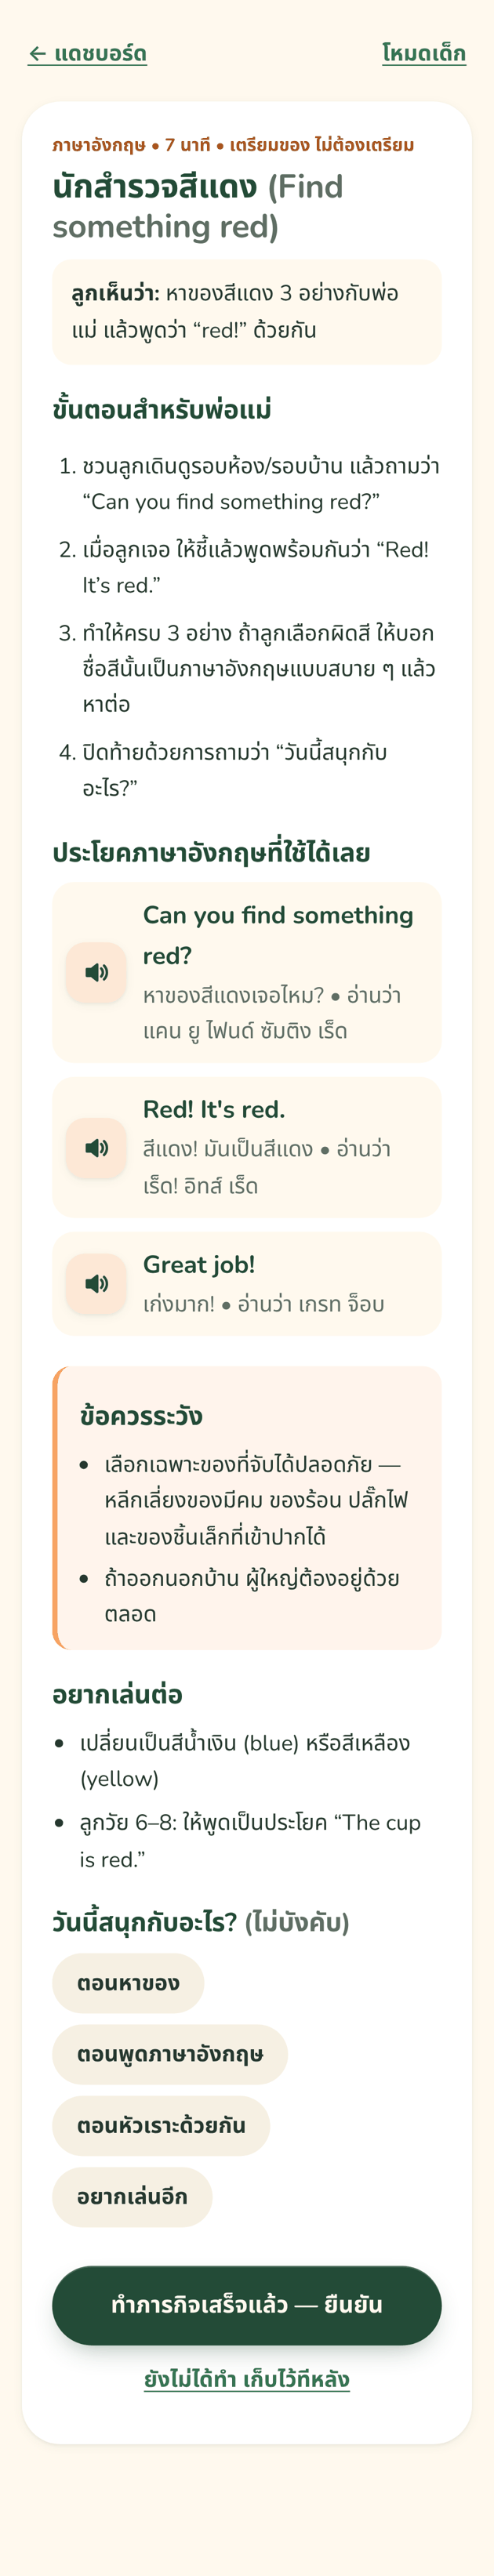 ← แดชบอร์ด
โหมดเด็ก
ภาษาอังกฤษ • 7 นาที • เตรียมของ ไม่ต้องเตรียม
นักสำรวจสีแดง (Find
something red)
ลูกเห็นว่า: หาของสีแดง 3 อย่างกับพ่อ
แม่ แล้วพูดว่า “red!” ด้วยกัน
ขั้นตอนสำหรับพ่อแม่
1. ชวนลูกเดินดูรอบห้อง/รอบบ้าน แล้วถามว่า
“Can you find something red?”
2. เมื่อลูกเจอ ให้ชี้แล้วพูดพร้อมกันว่า “Red!
It’s red.”
3. ทำให้ครบ 3 อย่าง ถ้าลูกเลือกผิดสี ให้บอก
ชื่อสีนั้นเป็นภาษาอังกฤษแบบสบาย ๆ แล้ว
หาต่อ
4. ปิดท้ายด้วยการถามว่า “วันนี้สนุกกับ
อะไร?”
ประโยคภาษาอังกฤษที่ใช้ได้เลย
Can you find something
red?
หาของสีแดงเจอไหม? • อ่านว่า
แคน ยู ไฟนด์ ซัมติง เร็ด
Red! It's red.
สีแดง! มันเป็นสีแดง • อ่านว่า
เร็ด! อิทส์ เร็ด
Great job!
เก่งมาก! • อ่านว่า เกรท จ็อบ
ข้อควรระวัง
• เลือกเฉพาะของที่จับได้ปลอดภัย —
หลีกเลี่ยงของมีคม ของร้อน ปลั๊กไฟ
และของชิ้นเล็กที่เข้าปากได้
• ถ้าออกนอกบ้าน ผู้ใหญ่ต้องอยู่ด้วย
ตลอด
อยากเล่นต่อ
• เปลี่ยนเป็นสีน้ำเงิน (blue) หรือสีเหลือง
(yellow)
• ลูกวัย 6–8: ให้พูดเป็นประโยค “The cup
is red.”
วันนี้สนุกกับอะไร? (ไม่บังคับ)
ตอนหาของ
ตอนพูดภาษาอังกฤษ
ตอนหัวเราะด้วยกัน
อยากเล่นอีก
ทำภารกิจเสร็จแล้ว — ยืนยัน
ยังไม่ได้ทำ เก็บไว้ทีหลัง